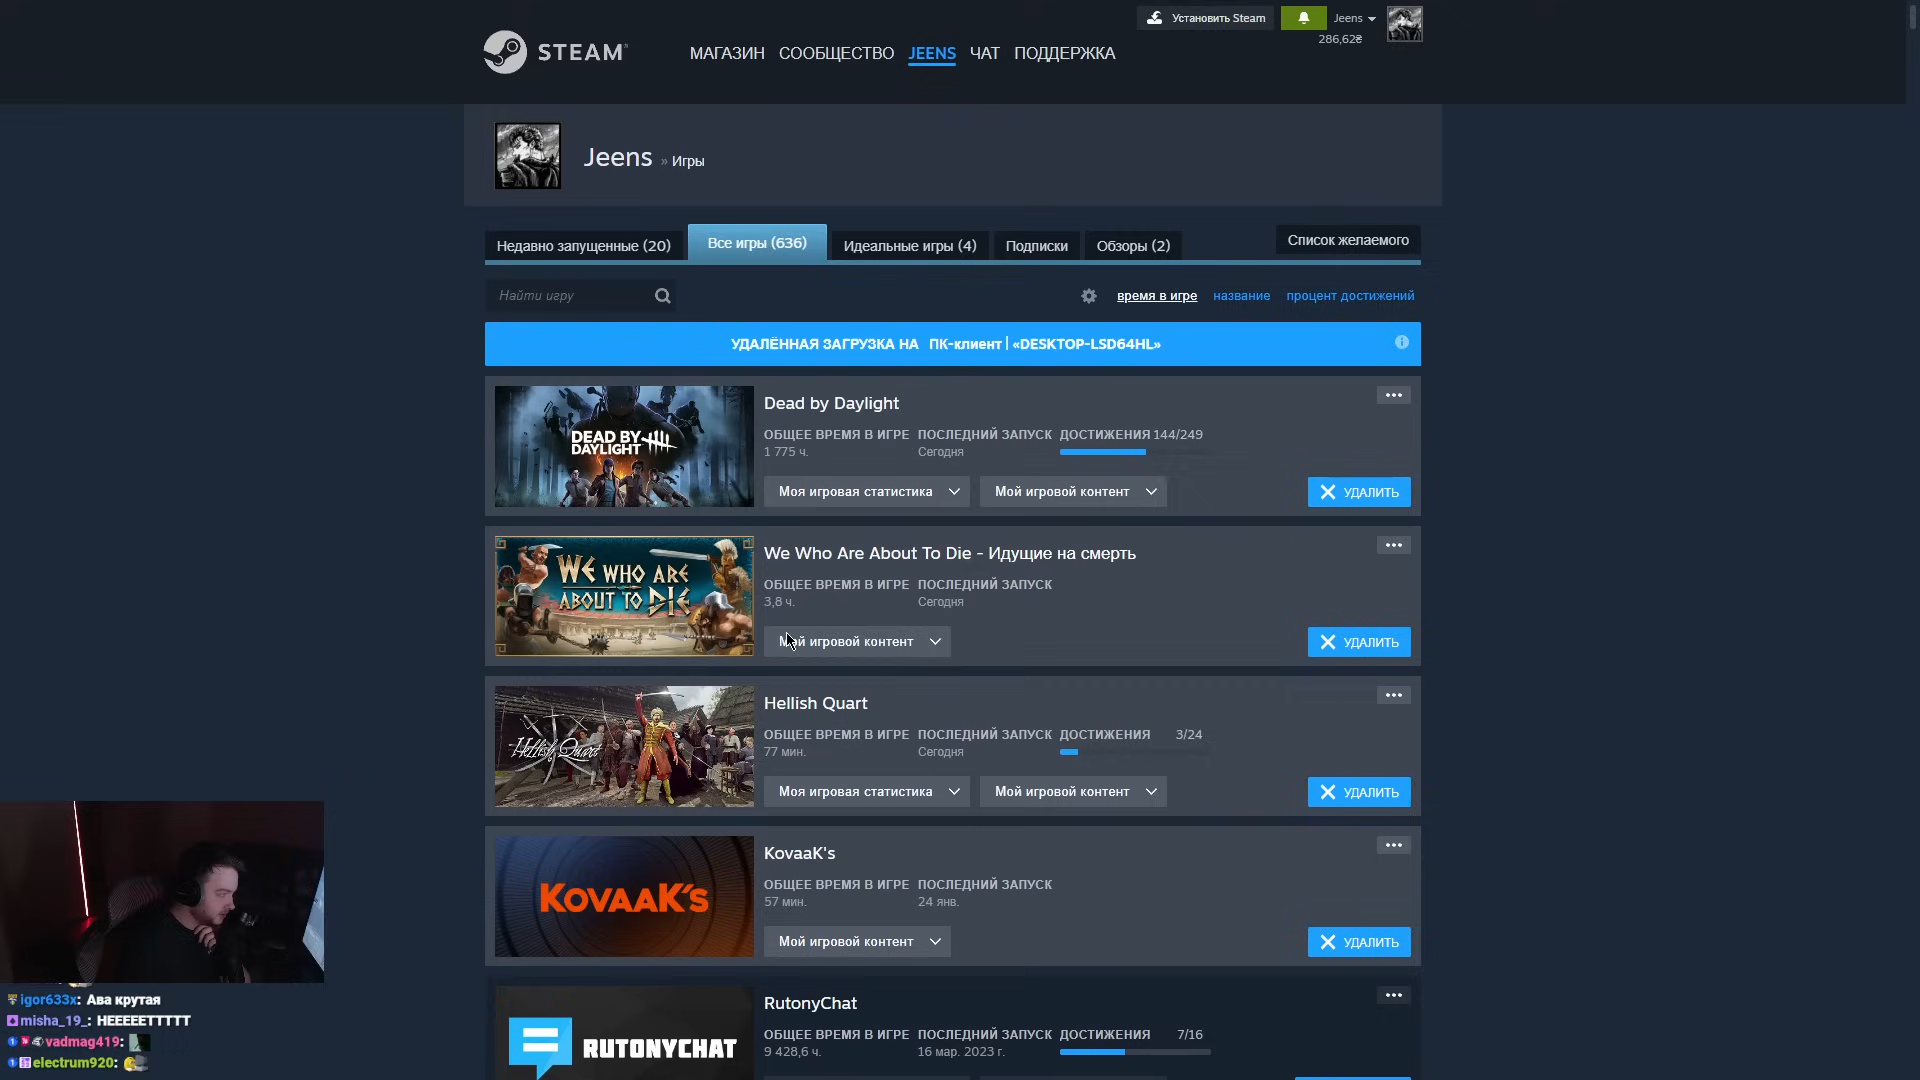 Установить Steam
Jeens
286,62₴
STEAM
МАГАЗИН СООБЩЕСТВО JEENS ЧАТ ПОДДЕРЖКА
Jeens » Игры
Недавно запущенные (20)
Все игры (636)
Идеальные игры (4)
Подписки
Обзоры (2)
Список желаемого
Найти игру
время в игре
название
процент достижений
УДАЛЁННАЯ ЗАГРУЗКА НА ПК-клиент | «DESKTOP-LSD64HL»
DEAD BY DAYLIGHT
Dead by Daylight
ОБЩЕЕ ВРЕМЯ В ИГРЕ ПОСЛЕДНИЙ ЗАПУСК ДОСТИЖЕНИЯ 144/249
1 775 ч. Сегодня
Моя игровая статистика
Мой игровой контент
УДАЛИТЬ
WE WHO ARE ABOUT TO DIE
We Who Are About To Die - Идущие на смерть
ОБЩЕЕ ВРЕМЯ В ИГРЕ ПОСЛЕДНИЙ ЗАПУСК
3,8 ч. Сегодня
Мой игровой контент
УДАЛИТЬ
Hellish Quart
Hellish Quart
ОБЩЕЕ ВРЕМЯ В ИГРЕ ПОСЛЕДНИЙ ЗАПУСК ДОСТИЖЕНИЯ 3/24
77 мин. Сегодня
Моя игровая статистика
Мой игровой контент
УДАЛИТЬ
KOVAAK'S
KovaaK's
ОБЩЕЕ ВРЕМЯ В ИГРЕ ПОСЛЕДНИЙ ЗАПУСК
57 мин. 24 янв.
Мой игровой контент
УДАЛИТЬ
RUTONYCHAT
RutonyChat
ОБЩЕЕ ВРЕМЯ В ИГРЕ ПОСЛЕДНИЙ ЗАПУСК ДОСТИЖЕНИЯ 7/16
9 428,6 ч. 16 мар. 2023 г.
igor633x: Ава крутая
misha_19_: НЕЕЕЕЕТТТТТ
vadmag419:
electrum920: